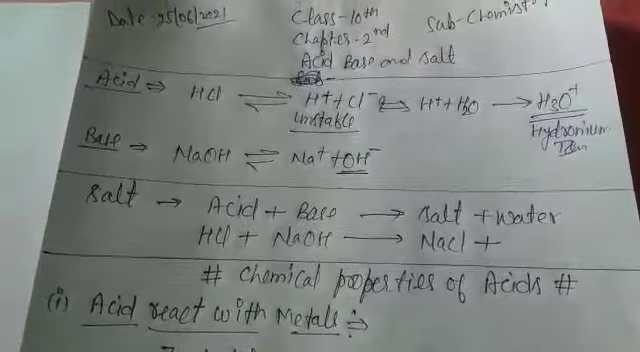 Date-25/06/2021
Class-10th
Sub-Chemistry
Chapter-2nd
Acid Base and Salt
Acid ⇒ HCl ⇌ H+ + Cl- ⇌ H+ + H2O → H3O+
Unstable
Hydronium
Ion
Base → NaOH ⇌ Na+ + OH-
Salt → Acid + Base → Salt + water
HCl + NaOH → Nacl +
# Chemical properties of Acids #
(i) Acid react with Metals ⇒